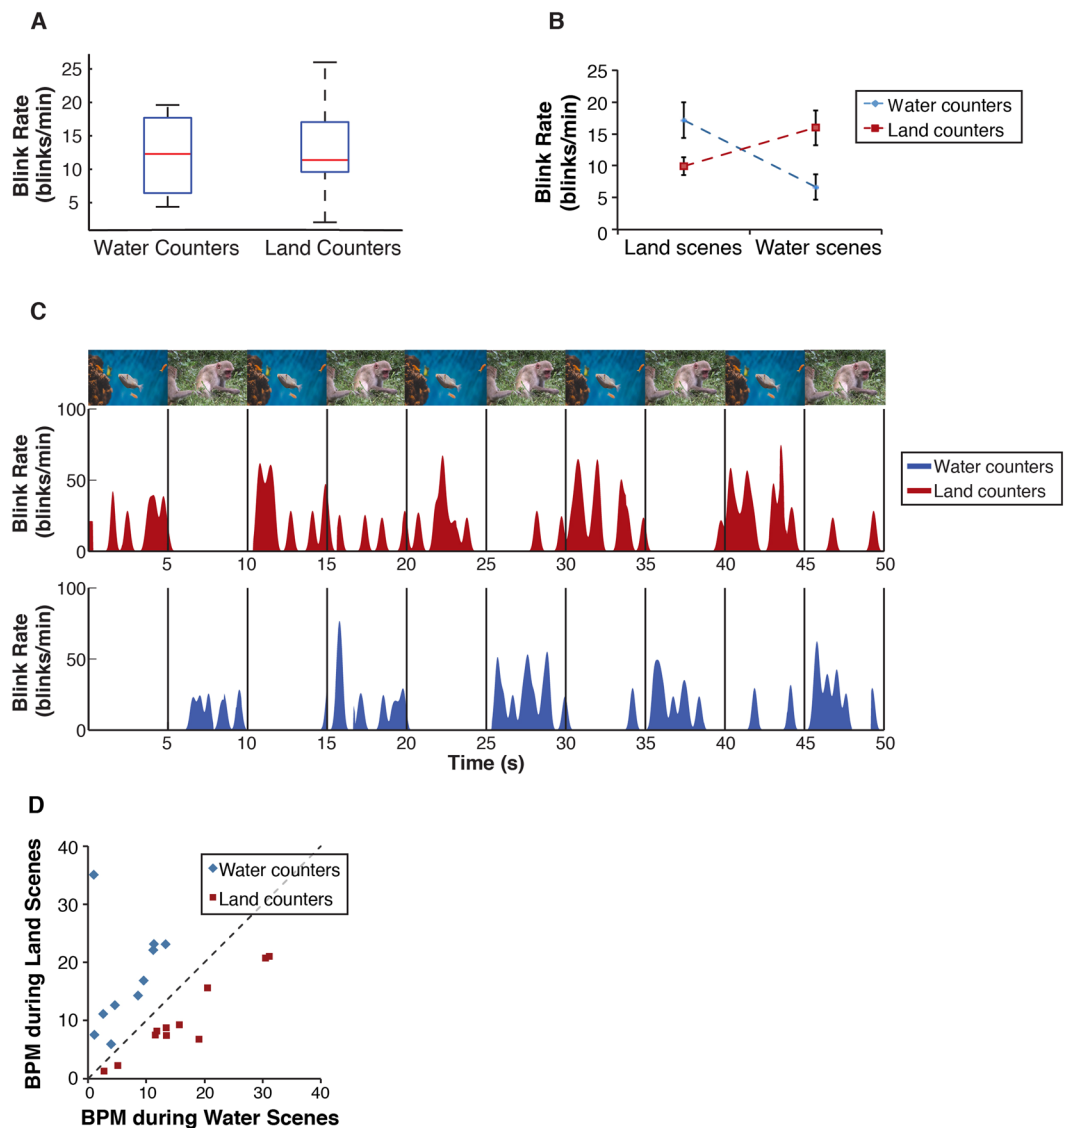 A
Blink Rate
(blinks/min)
25
20
15
10
5
Water Counters
Land Counters
B
Blink Rate
(blinks/min)
25
20
15
10
5
0
Land scenes
Water scenes
Water counters
Land counters
C
Blink Rate
(blinks/min)
100
50
0
5
10
15
20
25
30
35
40
45
50
Water counters
Land counters
Blink Rate
(blinks/min)
100
50
0
5
10
15
20
25
30
35
40
45
50
Time (s)
D
BPM during Land Scenes
40
30
20
10
0
Water counters
Land counters
0
10
20
30
40
BPM during Water Scenes